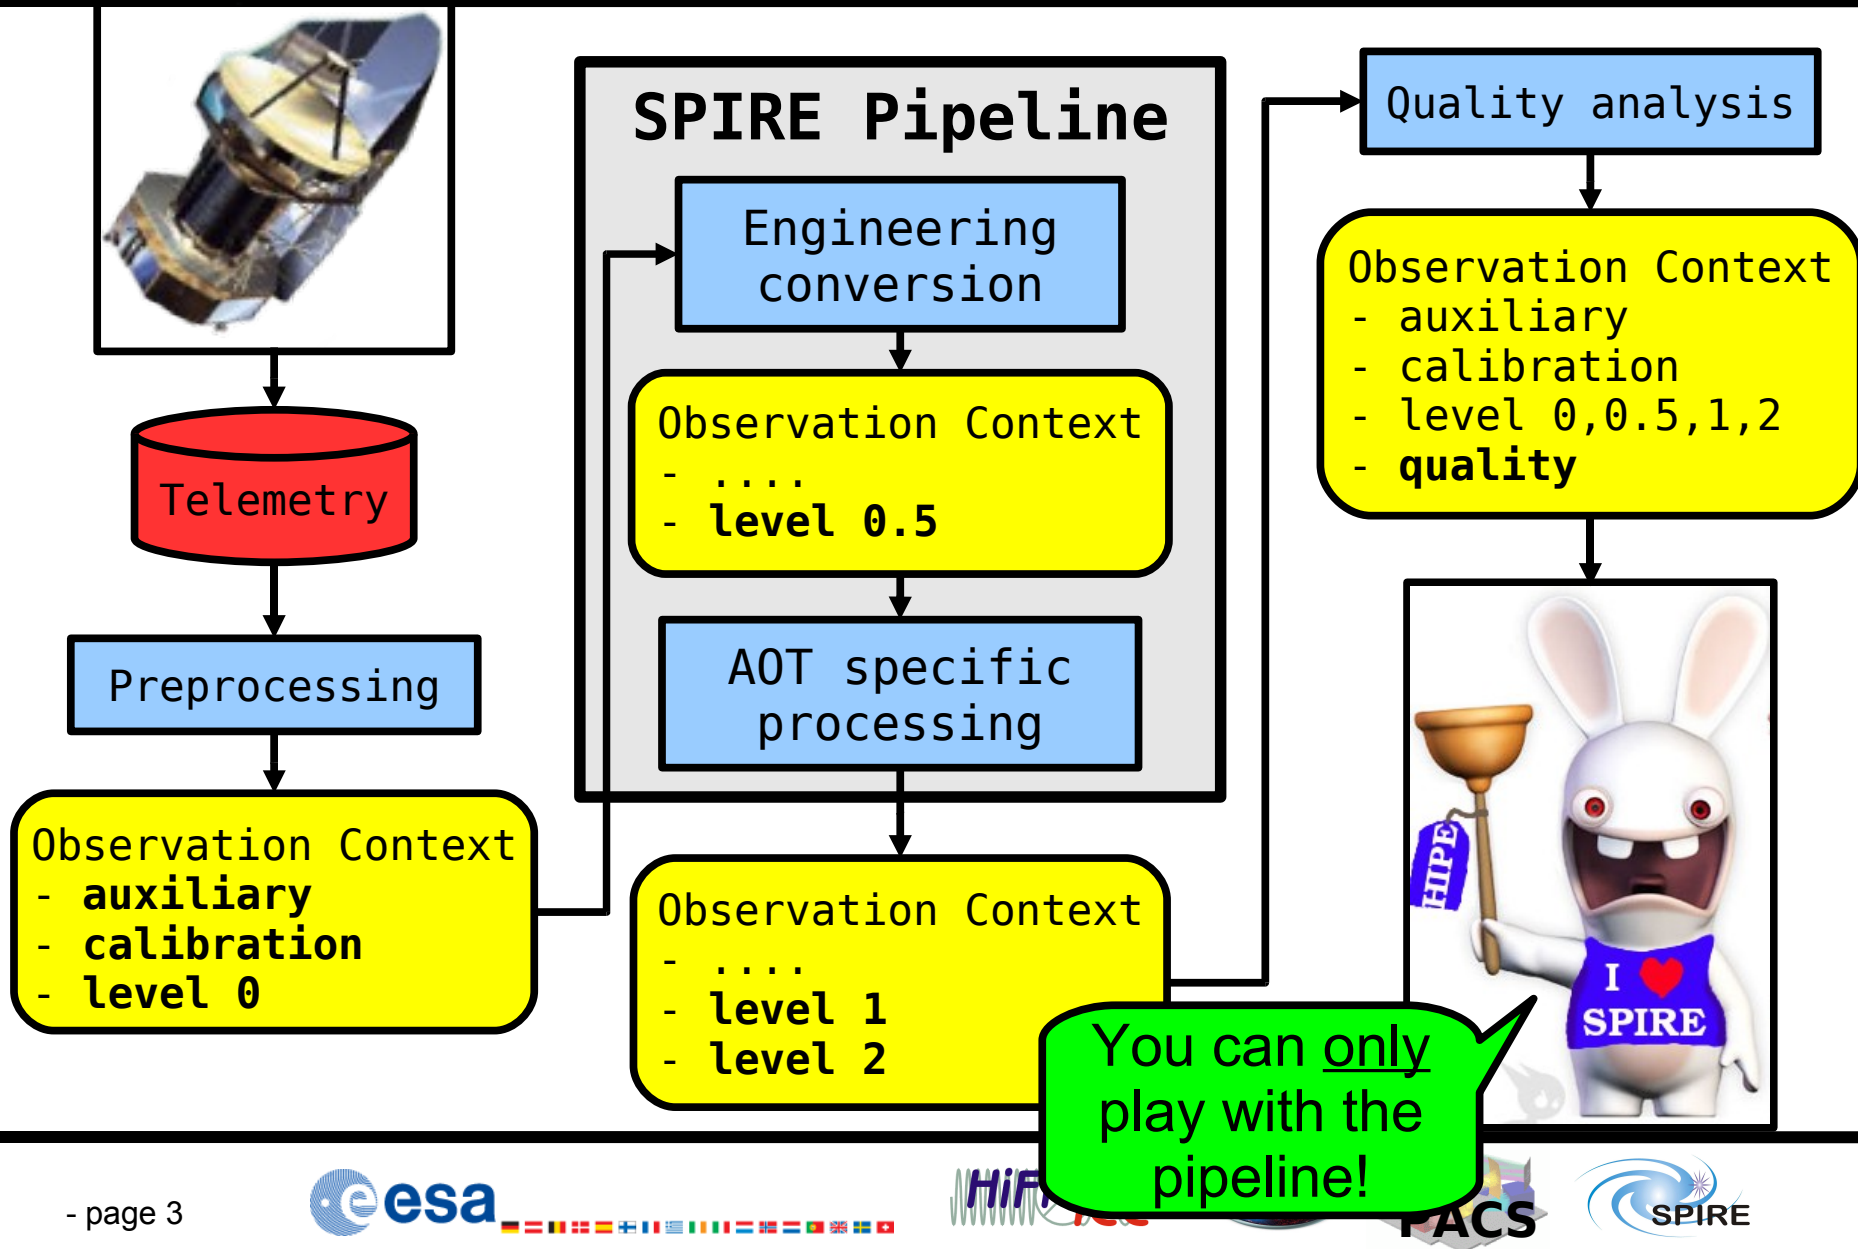 Telemetry
Preprocessing
Observation Context
- auxiliary
- calibration
- level 0
SPIRE Pipeline
Engineering
conversion
Observation Context
- ....
- level 0.5
AOT specific
processing
Observation Context
- ....
- level 1
- level 2
Quality analysis
Observation Context
- auxiliary
- calibration
- level 0,0.5,1,2
- quality
HIPE
I
SPIRE
You can only
play with the
pipeline!
- page 3
esa
PACS
SPIRE